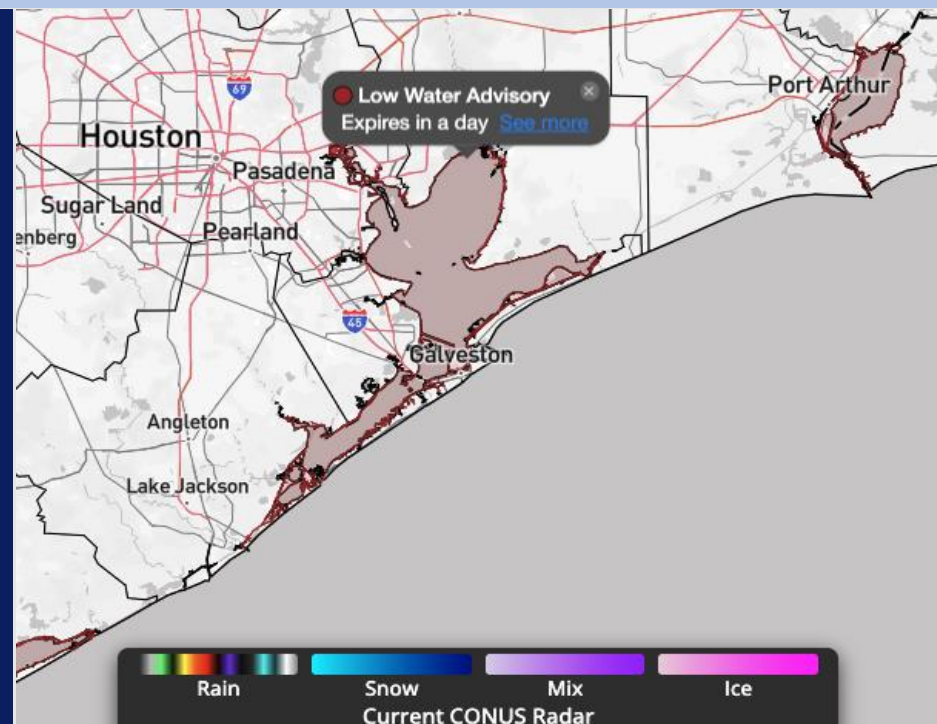 69
Low Water Advisory
Expires in a day See more
Port Arthur
Houston
Pasadena
Sugar Land
enberg
Pearland
45
Galveston
Angleton
Lake Jackson
Rain
Snow
Mix
Ice
Current CONUS Radar